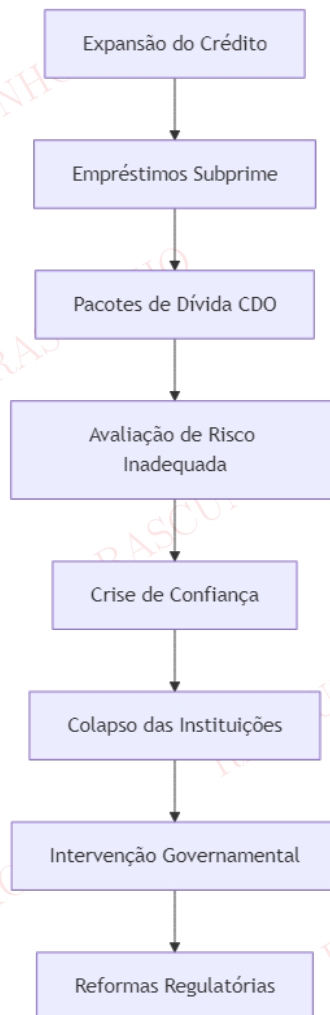 Expansão do Crédito
Empréstimos Subprime
Pacotes de Dívida CDO
Avaliação de Risco
Inadequada
Crise de Confiança
Colapso das Instituições
Intervenção Governamental
Reformas Regulatórias